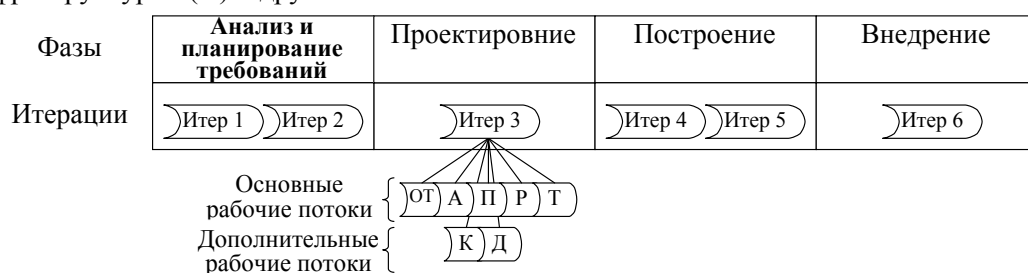 Фазы
Анализ и
планирование
требований
Проектировние
Построение
Внедрение
Итерации
Итер 1
Итер 2
Итер 3
Итер 4
Итер 5
Итер 6
Основные
рабочие потоки
ОТ А П Р Т
Дополнительные
рабочие потоки
К Д